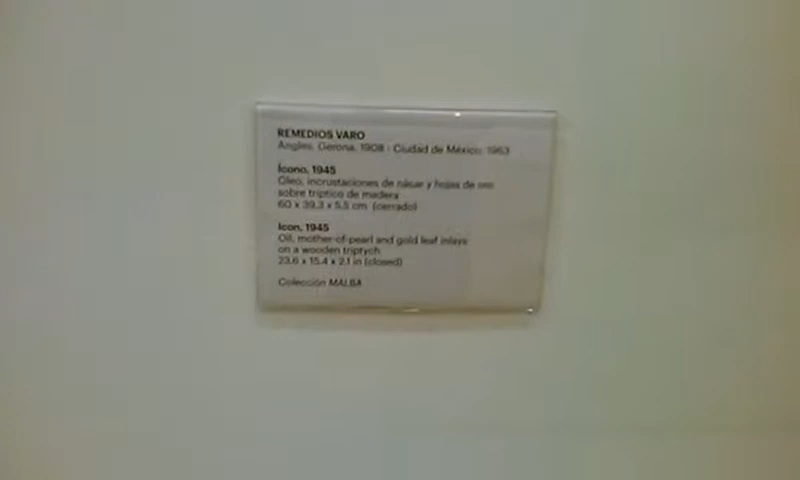 REMEDIOS VARO
Anglès, Gerona, 1908 - Ciudad de México, 1963
Ícono, 1945
Óleo, incrustaciones de nácar y hojas de oro
sobre tríptico de madera
60 x 39,3 x 5,5 cm (cerrado)
Icon, 1945
Oil, mother-of-pearl and gold leaf inlays
on a wooden triptych
23.6 x 15.4 x 2.1 in (closed)
Colección MALBA